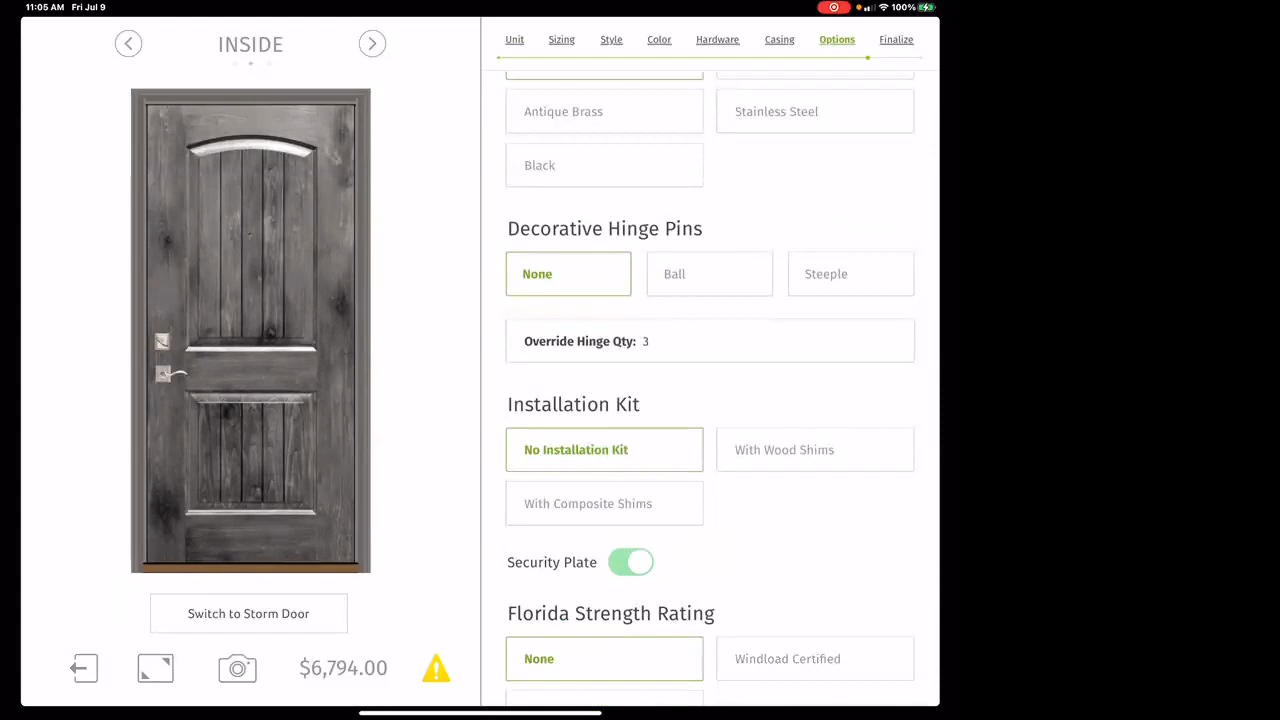 11:05 AM Fri Jul 9
100%
INSIDE
Unit Sizing Style Color Hardware Casing Options Finalize
Antique Brass
Stainless Steel
Black
Decorative Hinge Pins
None
Ball
Steeple
Override Hinge Qty: 3
Installation Kit
No Installation Kit
With Wood Shims
With Composite Shims
Security Plate
Florida Strength Rating
None
Windload Certified
Switch to Storm Door
$6,794.00